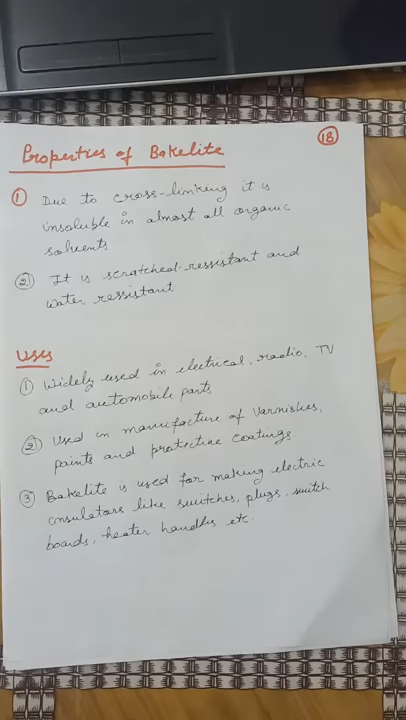 18
Properties of Bakelite
① Due to cross-linking it is
insoluble in almost all organic
solvents
② It is scratched-ressistant and
water ressistant
Uses
① Widely used in electrical, radio, TV
and automobile parts
② Used in manufacture of varnishes,
paints and protective coatings
③ Bakelite is used for making electric
insulators like switches, plugs, switch
boards, heater handles etc.